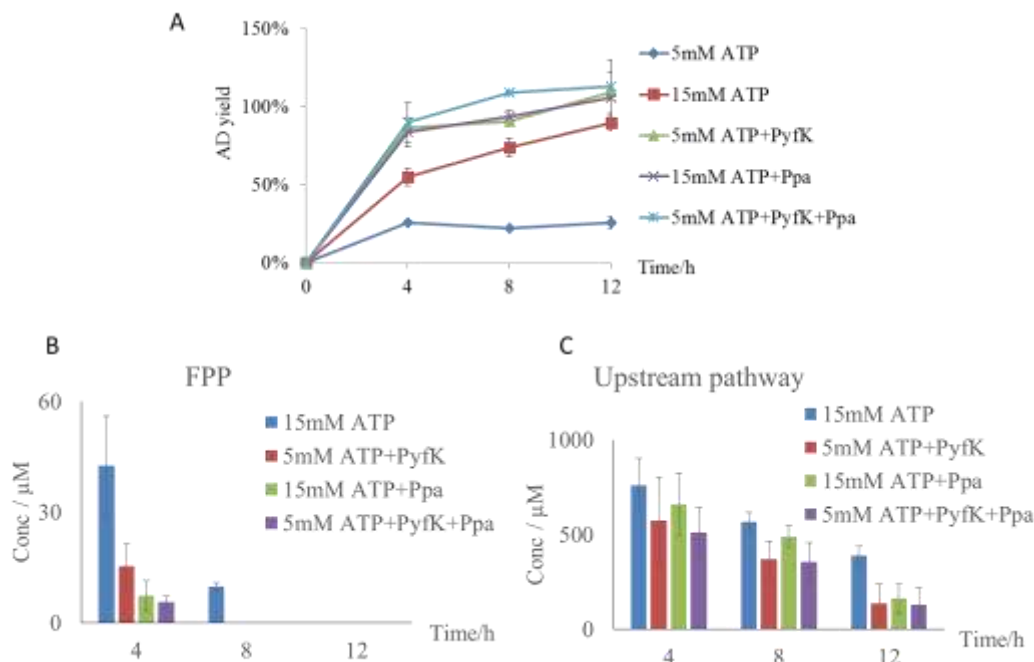 A
150%
100%
50%
0%
AD yield
0
4
8
12
Time/h
5mM ATP
15mM ATP
5mM ATP+PyfK
15mM ATP+Ppa
5mM ATP+PyfK+Ppa
B
FPP
60
30
0
Conc / µM
4
8
12
Time/h
15mM ATP
5mM ATP+PyfK
15mM ATP+Ppa
5mM ATP+PyfK+Ppa
C
Upstream pathway
1000
500
0
Conc / µM
4
8
12
Time/h
15mM ATP
5mM ATP+PyfK
15mM ATP+Ppa
5mM ATP+PyfK+Ppa